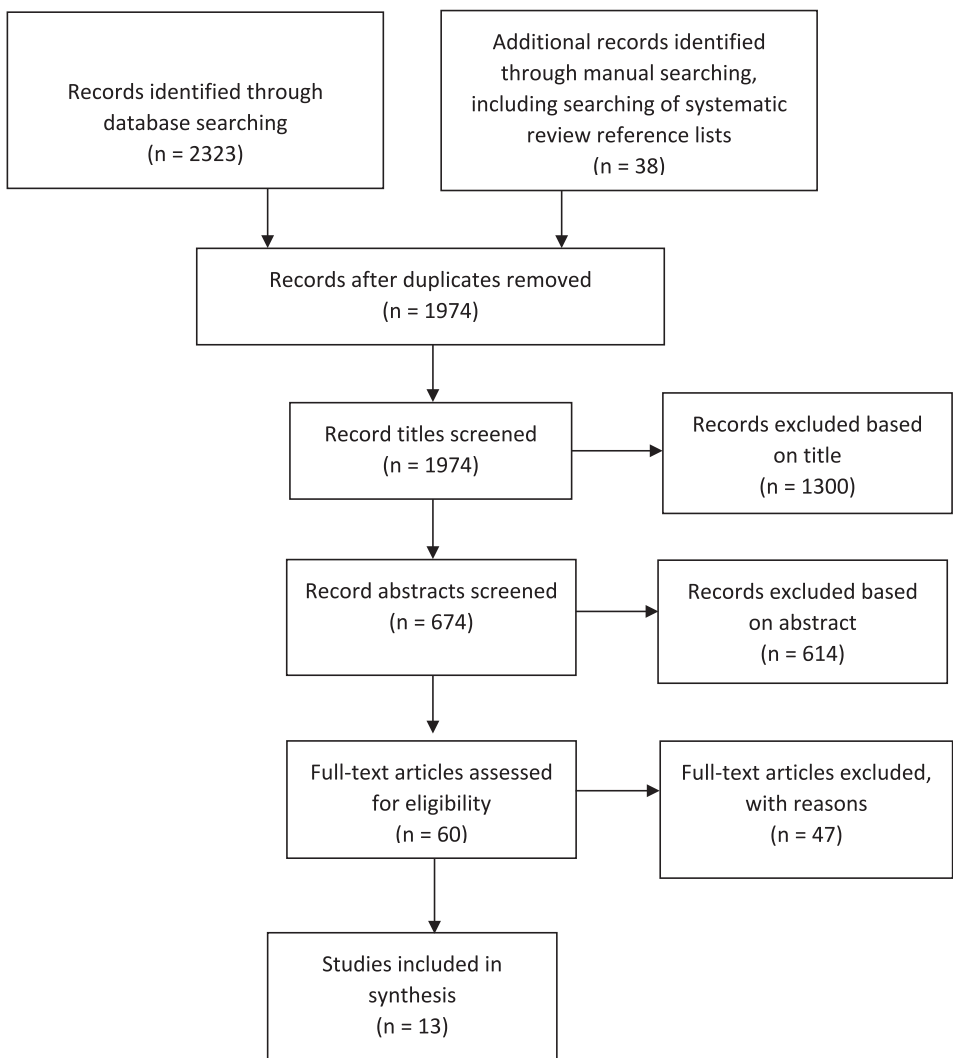 Records identified through
database searching
(n = 2323)
Additional records identified
through manual searching,
including searching of systematic
review reference lists
(n = 38)
Records after duplicates removed
(n = 1974)
Record titles screened
(n = 1974)
Records excluded based
on title
(n = 1300)
Record abstracts screened
(n = 674)
Records excluded based
on abstract
(n = 614)
Full-text articles assessed
for eligibility
(n = 60)
Full-text articles excluded,
with reasons
(n = 47)
Studies included in
synthesis
(n = 13)